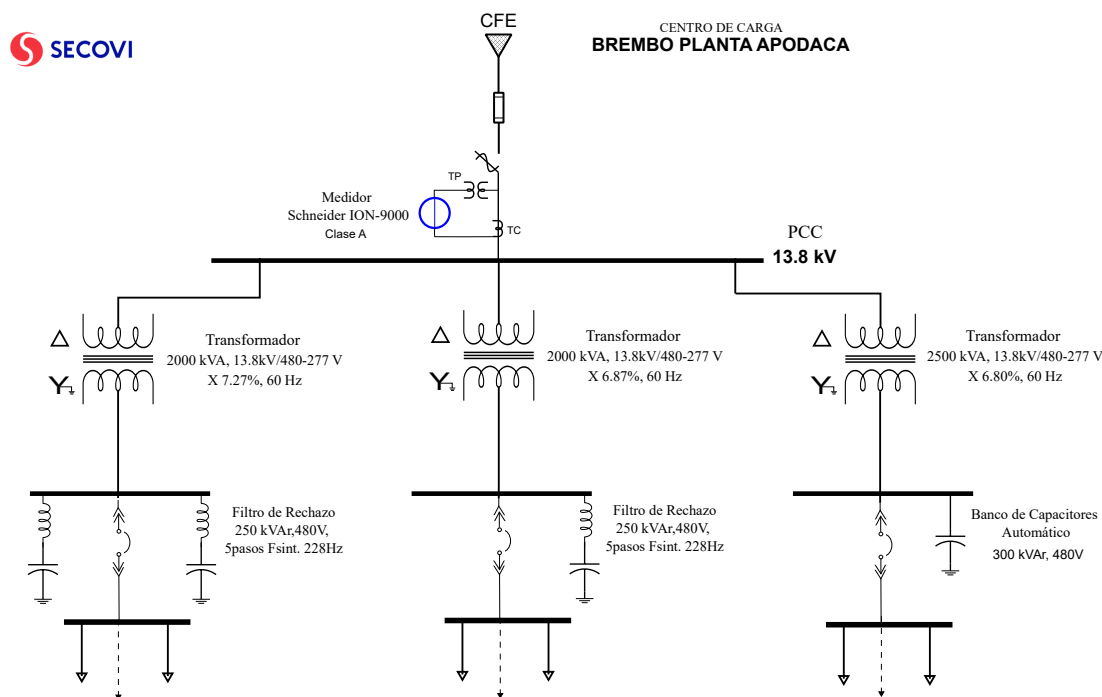 SECOVI
CFE
CENTRO DE CARGA
BREMBO PLANTA APODACA
TP
Medidor
Schneider ION-9000
Clase A
TC
PCC
13.8 kV
Transformador
2000 kVA, 13.8kV/480-277 V
X 7.27%, 60 Hz
Transformador
2000 kVA, 13.8kV/480-277 V
X 6.87%, 60 Hz
Transformador
2500 kVA, 13.8kV/480-277 V
X 6.80%, 60 Hz
Filtro de Rechazo
250 kVAr,480V,
5pasos Fsint. 228Hz
Filtro de Rechazo
250 kVAr,480V,
5pasos Fsint. 228Hz
Banco de Capacitores
Automático
300 kVAr, 480V